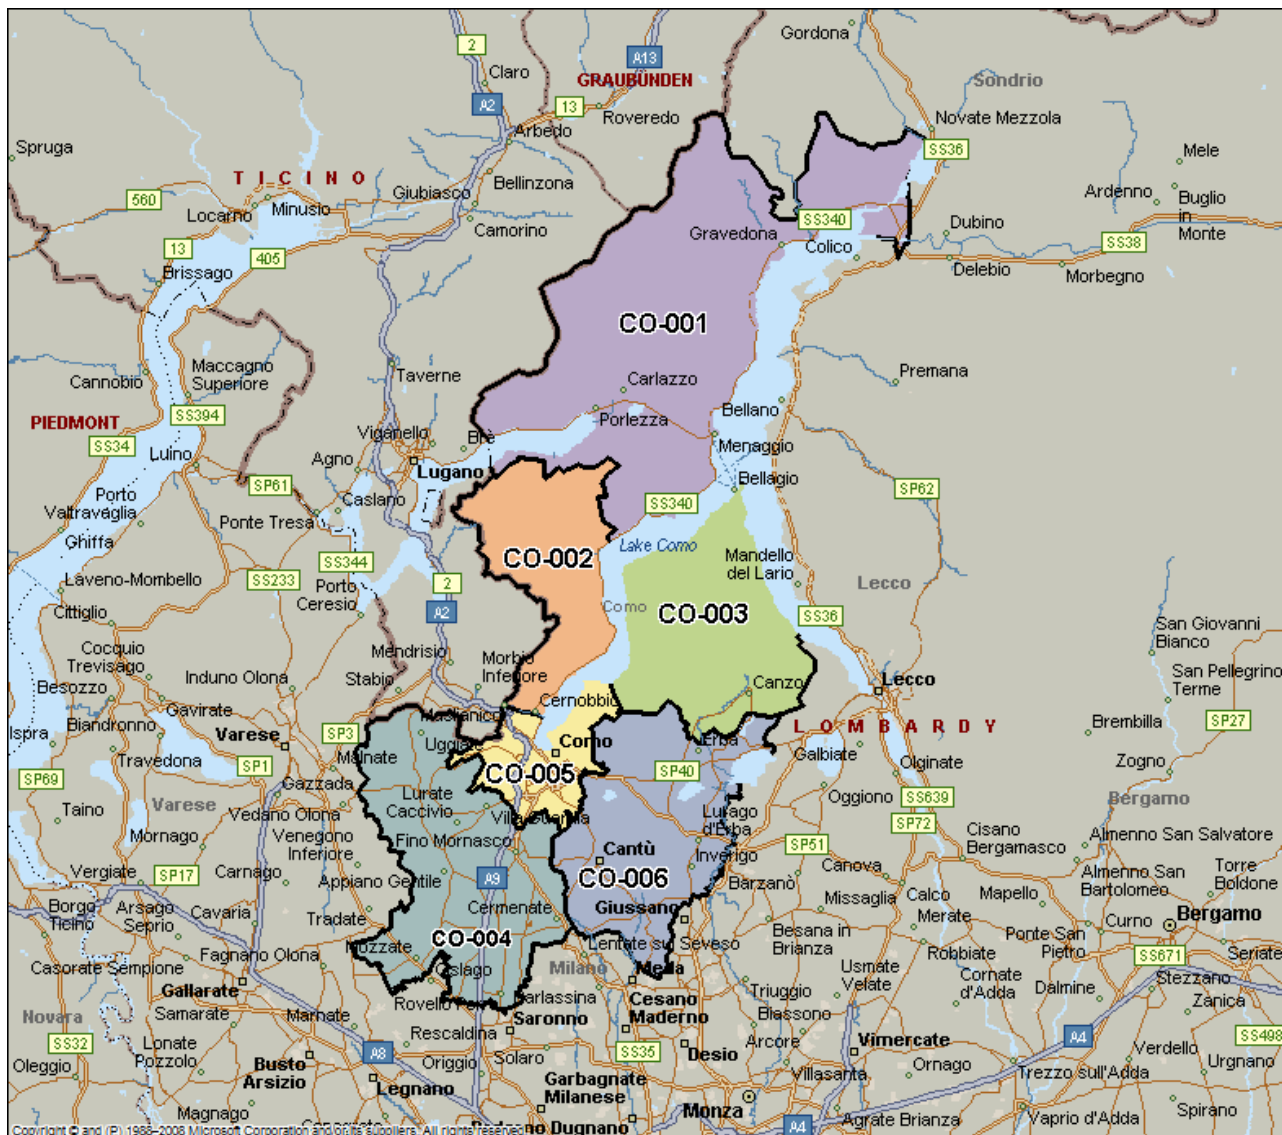 Gordona
2
A13
Claro
GRAUBÜNDEN
Sondrio
A2
13
Roveredo
Novate Mezzola
Arbedo
SS36
Spruga
Mele
TICINO
Bellinzona
Giubiasco
Ardenno
Buglio
in
Monte
560
Locarno
Minusio
Camorino
SS340
Dubino
Gravedona
Colico
SS38
13
405
Brissago
Delebio
Morbegno
CO-001
Maccagno
Superiore
Cannobio
Taverne
Carlazzo
Premana
PIEDMONT
SS394
Porlezza
Bellano
SS34
Viganello
Brè
Menaggio
Luino
Agno
Lugano
Bellagio
SP61
SP62
Porto
Valtravaglia
Caslano
SS340
Ponte Tresa
Ghiffa
Lake Como
CO-002
Mandello
del Lario
SS344
Laveno-Mombello
SS233
Porto
Ceresio
2
Lecco
Cittiglio
A2
Como
CO-003
SS36
San Giovanni
Bianco
Cocquio
Trevisago
Mendrisio
Morbio
Inferiore
Besozzo
Induno Olona
Stabio
Canzo
Lecco
San Pellegrino
Terme
Gavirate
Cernobbio
Biandronno
Maslianico
LOMBARDY
Brembilla
SP27
Ispra
Varese
SP3
Uggiate
Como
Erba
Galbiate
Zogno
Travedona
SP1
Malnate
CO-005
SP40
Olginate
SP69
Gazzada
Varese
Lurate
Caccivio
Oggiono
SS639
Bergamo
Taino
Vedano Olona
Villa Guardia
Lurago
d'Erba
SP72
Mornago
Venegono
Inferiore
Fino Mornasco
Cisano
Bergamasco
Almenno San Salvatore
Cantù
Inverigo
SP51
Vergiate
SP17
Carnago
Appiano Gentile
A9
CO-006
Barzanò
Canova
Almenno San
Bartolomeo
Torre
Boldone
Missaglia
Calco
Mapello
Borgo
Ticino
Arsago
Seprio
Cavaria
Tradate
Cermenate
Giussano
Merate
Curno
Bergamo
Besana in
Brianza
Ponte San
Pietro
Mozzate
CO-004
Lentate sul Seveso
Robbiate
SS671
Seriate
Fagnano Olona
Casorate Sempione
Cislago
Milano
Meda
Usmate
Velate
Cornate
d'Adda
Stezzano
Gallarate
Cesano
Maderno
Triuggio
Dalmine
Zanica
Novara
Samarate
Marnate
Saronno
Biassono
SS32
Lonate
Pozzolo
Rescaldina
A4
SS498
Busto
Arsizio
A8
Solaro
SS35
Desio
Arcore
Vimercate
Verdello
Oleggio
Origgio
Ornago
Trezzo sull'Adda
Urgnano
Legnano
Garbagnate
Milanese
Villasanta
Magnago
Monza
A4
Agrate Brianza
Vaprio d'Adda
Spirano
Dugnano
Copyright © and (P) 1988–2008 Microsoft Corporation and/or its suppliers. All rights reserved.